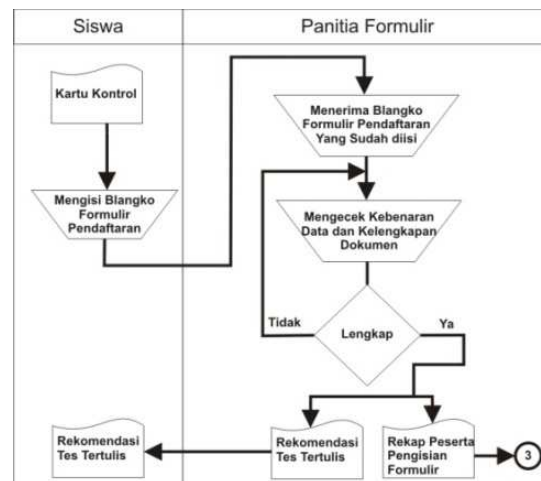 Siswa
Panitia Formulir
Kartu Kontrol
Mengisi Blangko
Formulir
Pendaftaran
Menerima Blangko
Formulir Pendaftaran
Yang Sudah diisi
Mengecek Kebenaran
Data dan Kelengkapan
Dokumen
Tidak
Lengkap
Ya
Rekomendasi
Tes Tertulis
Rekomendasi
Tes Tertulis
Rekap Peserta
Pengisian
Formulir
3